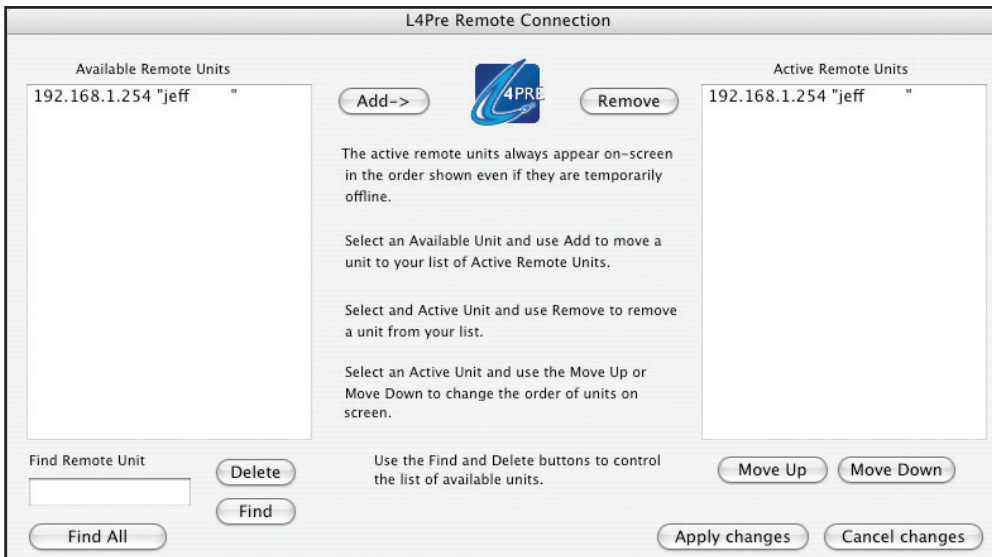 L4Pre Remote Connection
Available Remote Units
192.168.1.254 "jeff        "
Add->
4PRE
Remove
Active Remote Units
192.168.1.254 "jeff        "
The active remote units always appear on-screen
in the order shown even if they are temporarily
offline.
Select an Available Unit and use Add to move a
unit to your list of Active Remote Units.
Select and Active Unit and use Remove to remove
a unit from your list.
Select an Active Unit and use the Move Up or
Move Down to change the order of units on
screen.
Find Remote Unit
Delete
Find
Find All
Use the Find and Delete buttons to control
the list of available units.
Move Up
Move Down
Apply changes
Cancel changes